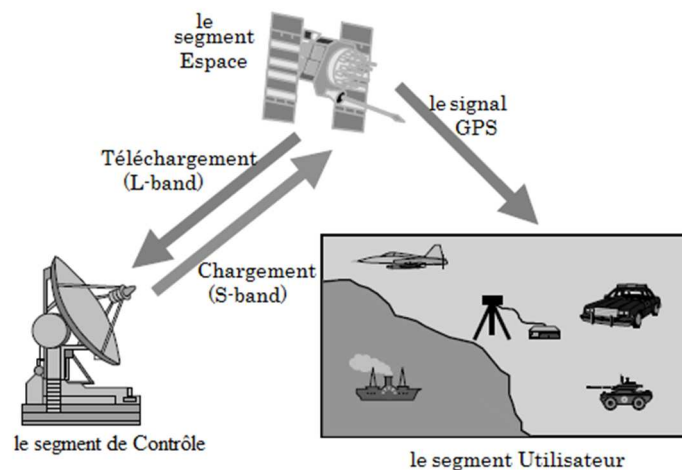 le
segment
Espace
le signal
GPS
Téléchargement
(L-band)
Chargement
(S-band)
le segment de Contrôle
le segment Utilisateur